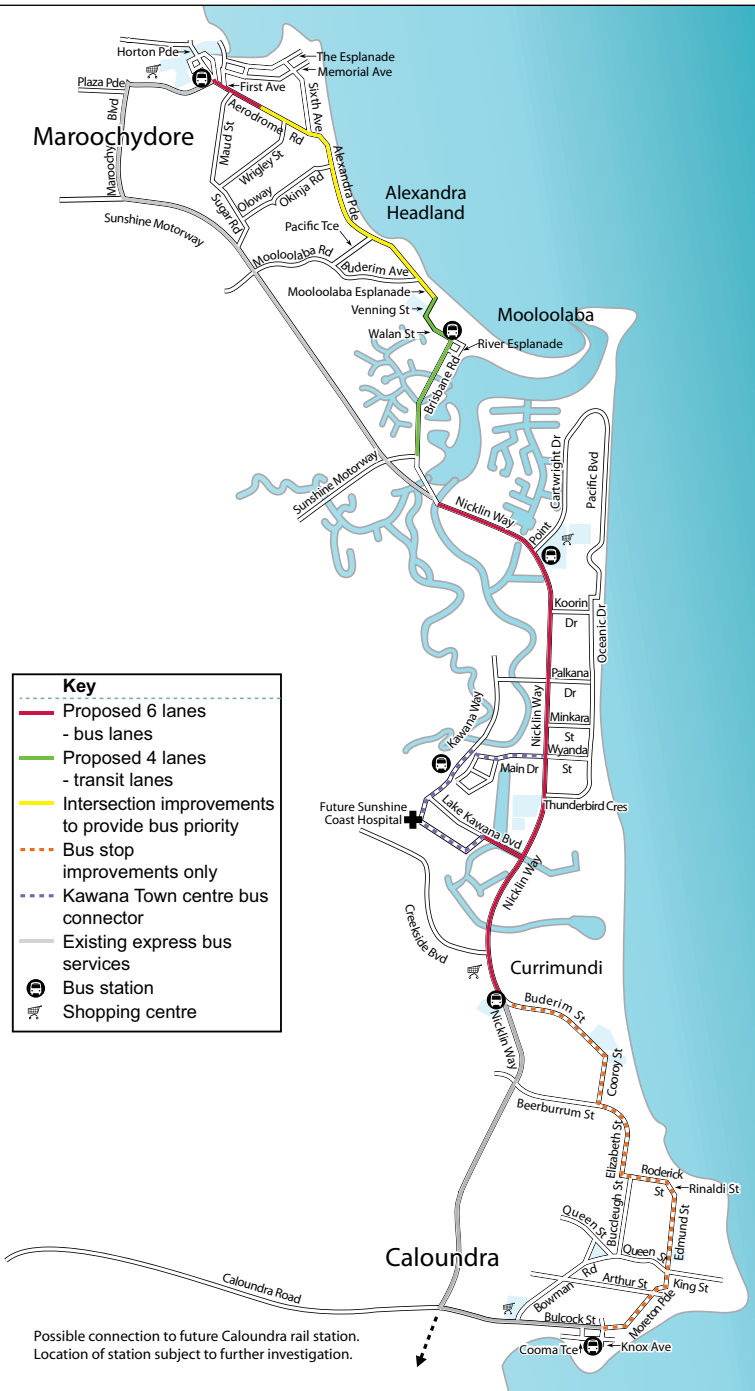 Horton Pde
The Esplanade
Memorial Ave
Plaza Pde
First Ave
Maroochy Blvd
Aerodrome Rd
Sixth Ave
Maroochydore
Maud St
Wrigley St
Alexandra Pde
Oloway
Okinja Rd
Sugar Rd
Alexandra
Headland
Sunshine Motorway
Pacific Tce
Mooloolaba Rd
Buderim Ave
Mooloolaba Esplanade
Venning St
Mooloolaba
Walan St
River Esplanade
Brisbane Rd
Sunshine Motorway
Nicklin Way
Point Cartwright Dr
Pacific Bvd
Koorin
Dr
Oceanic Dr
Palkana
Dr
Nicklin Way
Minkara
St
Kawana Way
Wyanda
St
Main Dr
Thunderbird Cres
Future Sunshine
Coast Hospital
Lake Kawana Bvd
Nicklin Way
Creekside Bvd
Currimundi
Key
Proposed 6 lanes
- bus lanes
Proposed 4 lanes
- transit lanes
Intersection improvements
to provide bus priority
Bus stop
improvements only
Kawana Town centre bus
connector
Existing express bus
services
Bus station
Shopping centre
Buderim St
Nicklin Way
Cooroy St
Beerburrum St
Elizabeth St
Roderick
St
Rinaldi St
Buccleugh St
Edmund St
Queen St
Queen St
Caloundra
Bowman Rd
Arthur St
King St
Caloundra Road
Moreton Pde
Bulcock St
Cooma Tce
Knox Ave
Possible connection to future Caloundra rail station.
Location of station subject to further investigation.